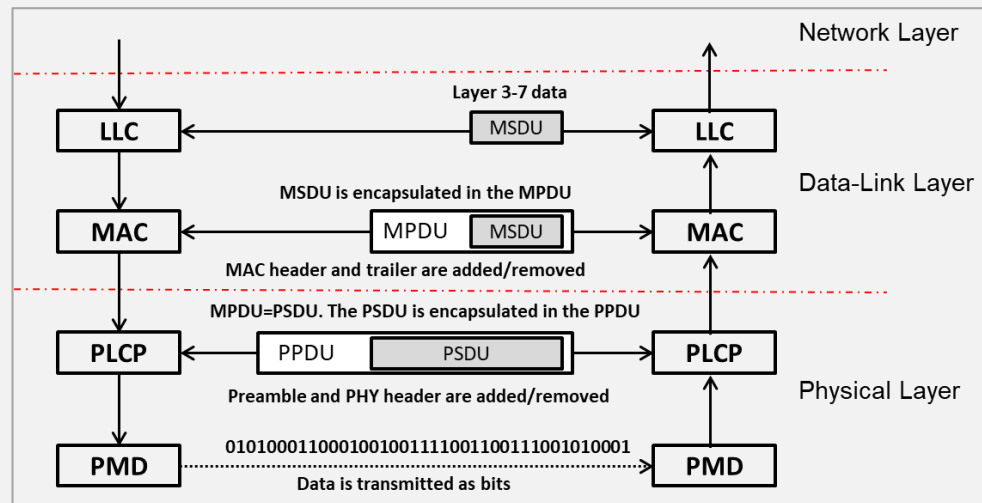 Network Layer
Layer 3-7 data
LLC
MSDU
LLC
MSDU is encapsulated in the MPDU
Data-Link Layer
MAC
MPDU
MSDU
MAC
MAC header and trailer are added/removed
MPDU=PSDU. The PSDU is encapsulated in the PPDU
PLCP
PPDU
PSDU
PLCP
Preamble and PHY header are added/removed
Physical Layer
0101000110001001001111100110011100101001
PMD
PMD
Data is transmitted as bits